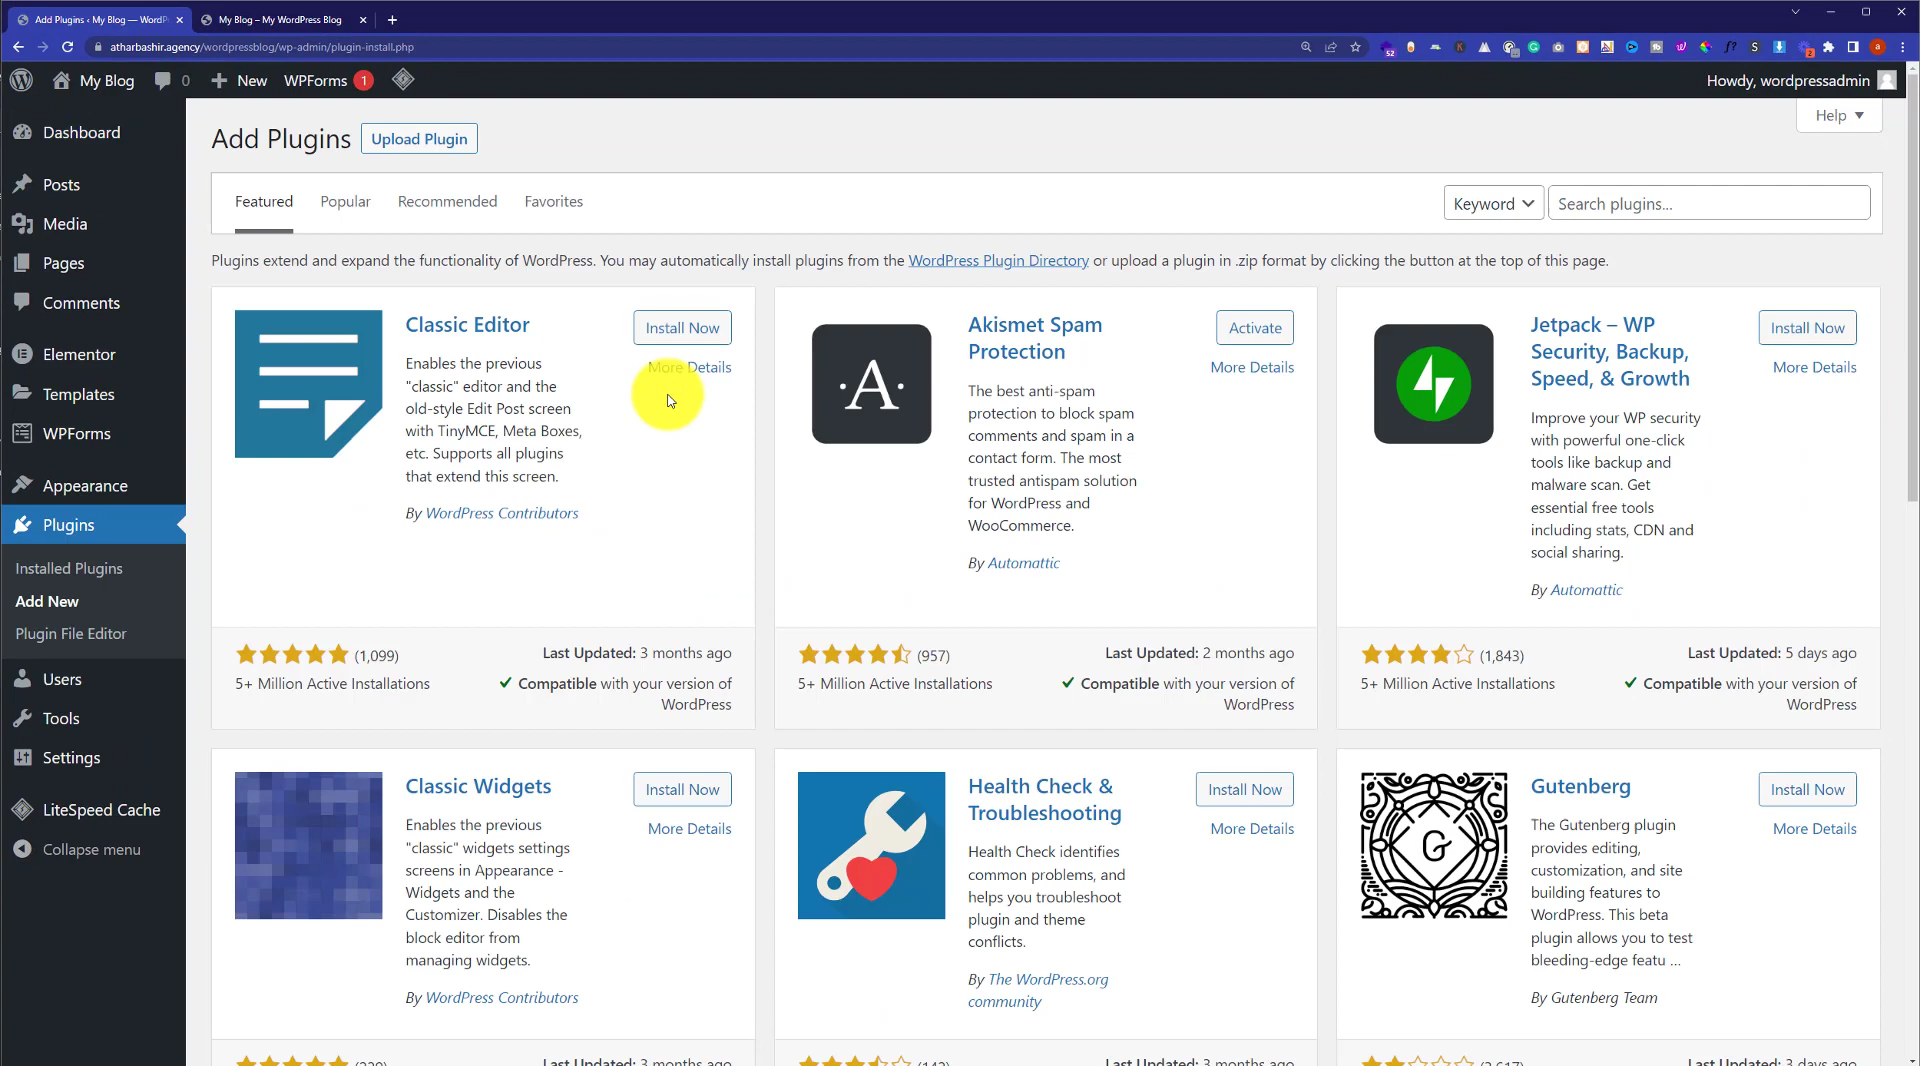 Add Plugins ‹ My Blog — WordP
My Blog – My WordPress Blog
atharbashir.agency/wordpressblog/wp-admin/plugin-install.php
52
2
a
My Blog
0
New
WPForms 1
Howdy, wordpressadmin
Dashboard
Posts
Media
Pages
Comments
Elementor
Templates
WPForms
Appearance
Plugins
Installed Plugins
Add New
Plugin File Editor
Users
Tools
Settings
LiteSpeed Cache
Collapse menu
Help
Add Plugins
Upload Plugin
Featured
Popular
Recommended
Favorites
Keyword
Search plugins...
Plugins extend and expand the functionality of WordPress. You may automatically install plugins from the WordPress Plugin Directory or upload a plugin in .zip format by clicking the button at the top of this page.
Classic Editor
Install Now
More Details
Enables the previous
"classic" editor and the
old-style Edit Post screen
with TinyMCE, Meta Boxes,
etc. Supports all plugins
that extend this screen.
By WordPress Contributors
(1,099)
Last Updated: 3 months ago
5+ Million Active Installations
Compatible with your version of
WordPress
Akismet Spam
Protection
Activate
More Details
·A·
The best anti-spam
protection to block spam
comments and spam in a
contact form. The most
trusted antispam solution
for WordPress and
WooCommerce.
By Automattic
(957)
Last Updated: 2 months ago
5+ Million Active Installations
Compatible with your version of
WordPress
Jetpack – WP
Security, Backup,
Speed, & Growth
Install Now
More Details
Improve your WP security
with powerful one-click
tools like backup and
malware scan. Get
essential free tools
including stats, CDN and
social sharing.
By Automattic
(1,843)
Last Updated: 5 days ago
5+ Million Active Installations
Compatible with your version of
WordPress
Classic Widgets
Install Now
More Details
Enables the previous
"classic" widgets settings
screens in Appearance -
Widgets and the
Customizer. Disables the
block editor from
managing widgets.
By WordPress Contributors
Last Updated: 3 months ago
Health Check &
Troubleshooting
Install Now
More Details
Health Check identifies
common problems, and
helps you troubleshoot
plugin and theme
conflicts.
By The WordPress.org
community
Last Updated: 3 months ago
Gutenberg
Install Now
More Details
G
The Gutenberg plugin
provides editing,
customization, and site
building features to
WordPress. This beta
plugin allows you to test
bleeding-edge featu ...
By Gutenberg Team
Last Updated: 3 days ago